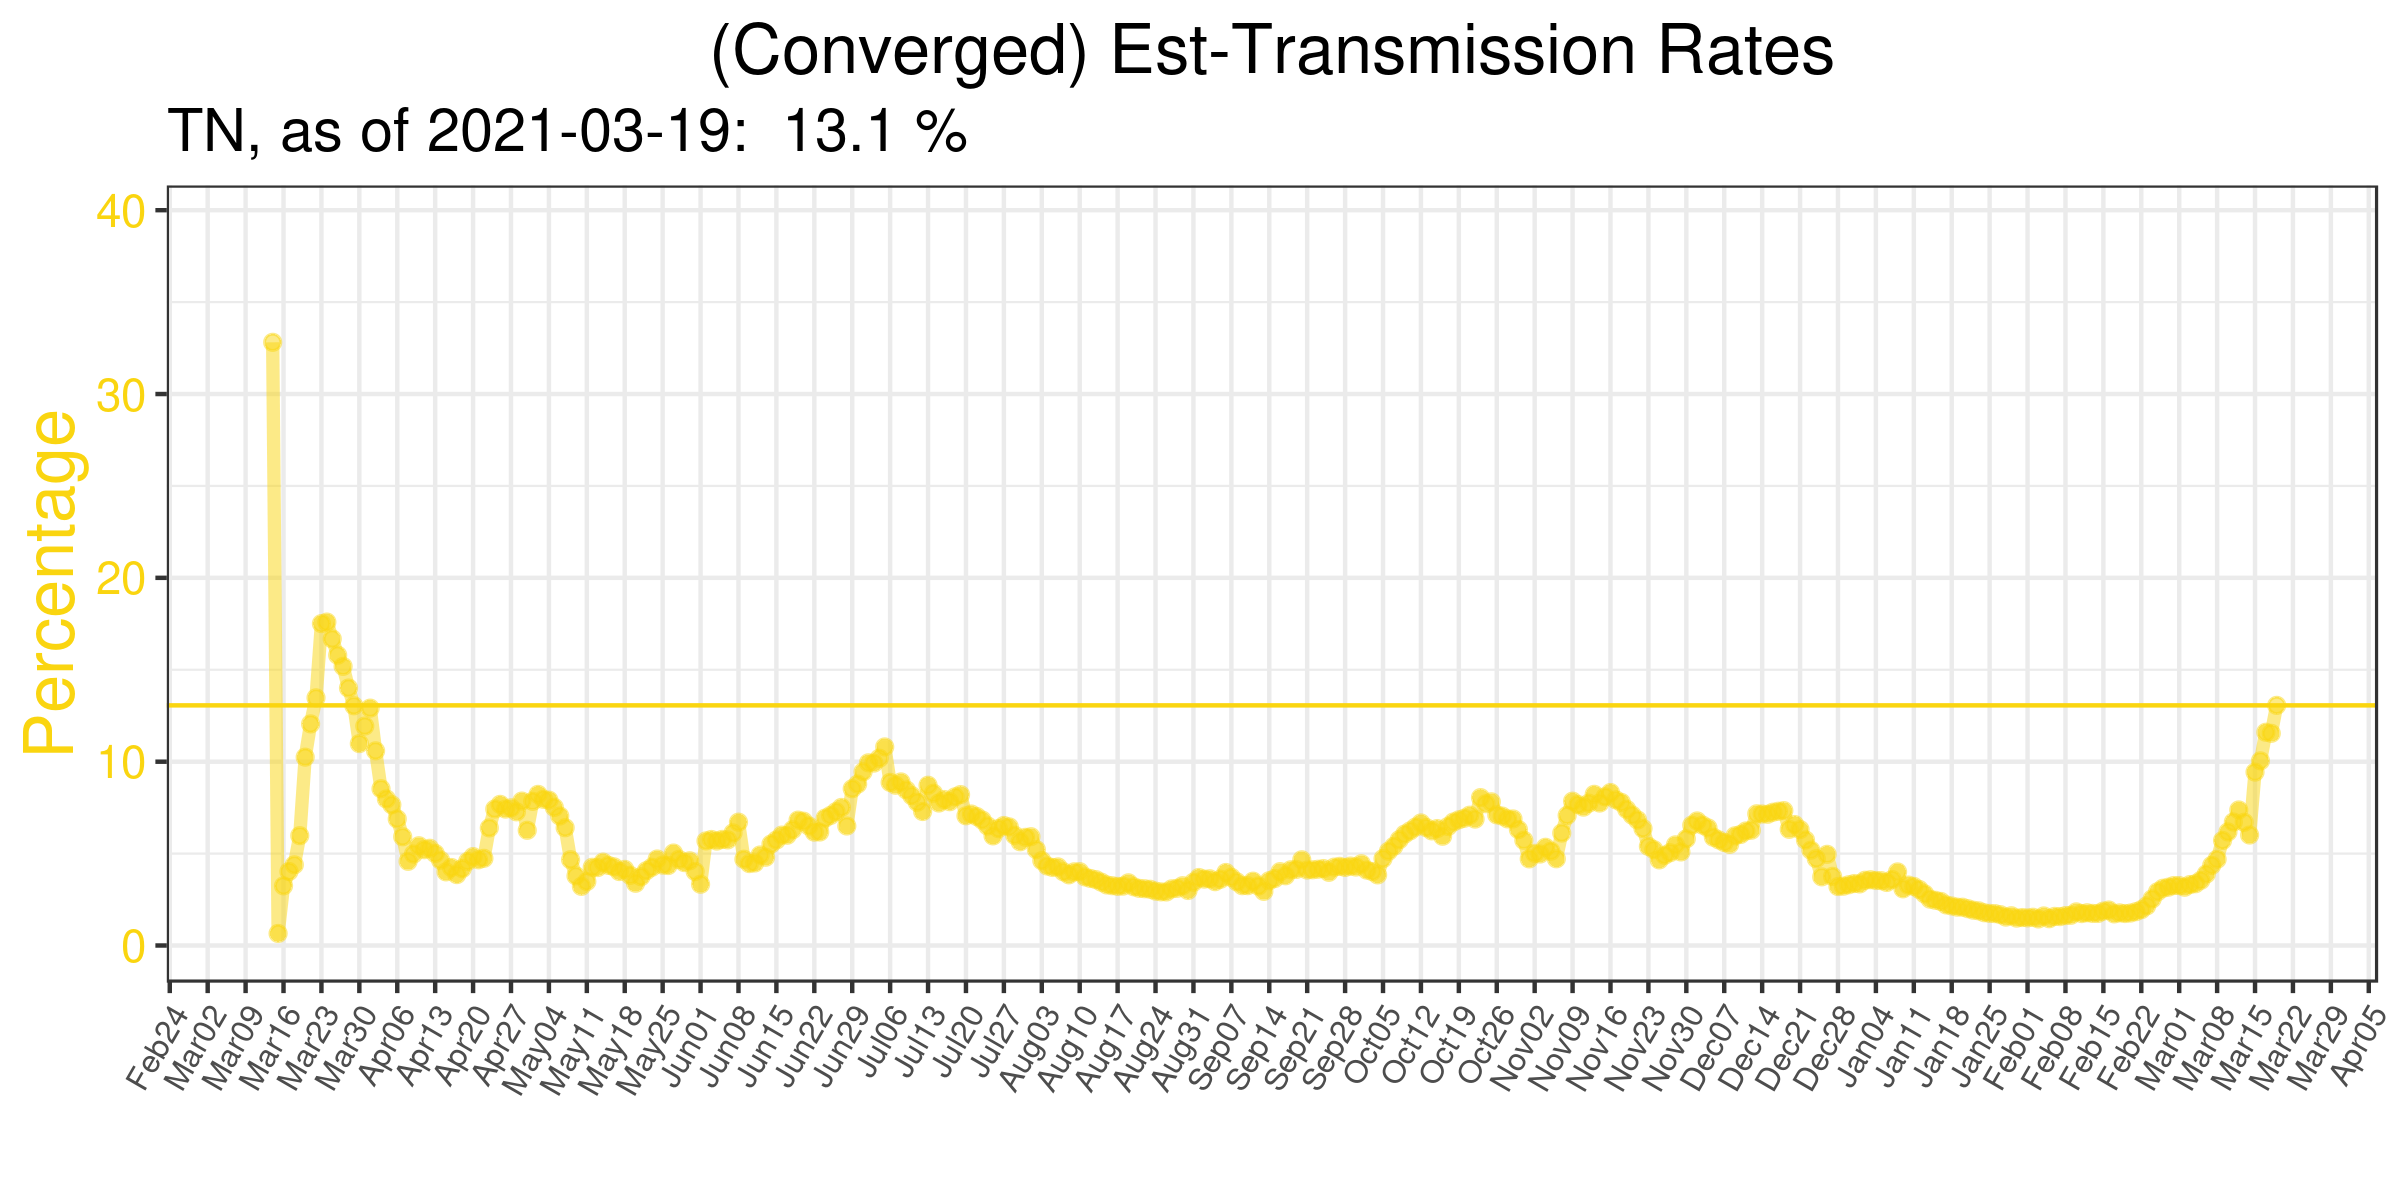 (Converged) Est-Transmission Rates
TN, as of 2021-03-19:  13.1 %
Percentage
40
30
20
10
0
Feb24
Mar02
Mar09
Mar16
Mar23
Mar30
Apr06
Apr13
Apr20
Apr27
May04
May11
May18
May25
Jun01
Jun08
Jun15
Jun22
Jun29
Jul06
Jul13
Jul20
Jul27
Aug03
Aug10
Aug17
Aug24
Aug31
Sep07
Sep14
Sep21
Sep28
Oct05
Oct12
Oct19
Oct26
Nov02
Nov09
Nov16
Nov23
Nov30
Dec07
Dec14
Dec21
Dec28
Jan04
Jan11
Jan18
Jan25
Feb01
Feb08
Feb15
Feb22
Mar01
Mar08
Mar15
Mar22
Mar29
Apr05